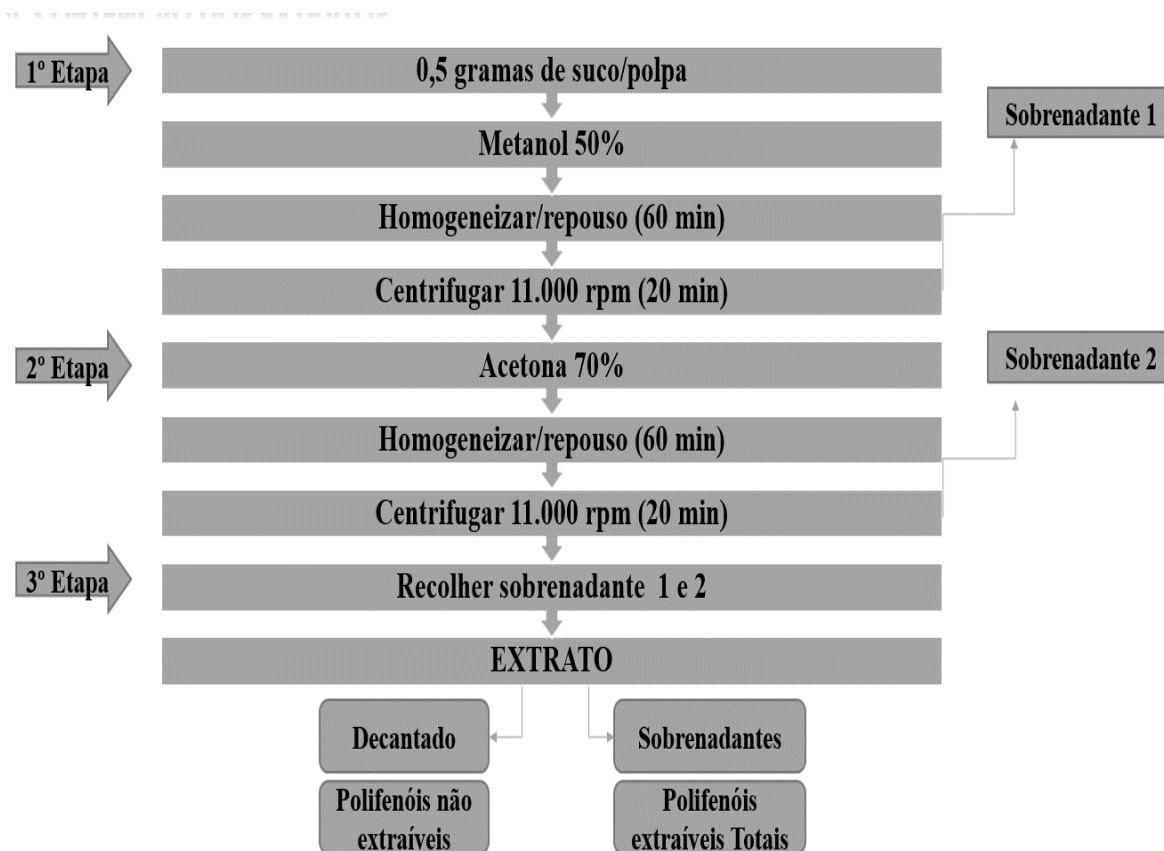 1º Etapa
0,5 gramas de suco/polpa
Sobrenadante 1
Metanol 50%
Homogeneizar/repouso (60 min)
Centrifugar 11.000 rpm (20 min)
2º Etapa
Acetona 70%
Sobrenadante 2
Homogeneizar/repouso (60 min)
Centrifugar 11.000 rpm (20 min)
3º Etapa
Recolher sobrenadante 1 e 2
EXTRATO
Decantado
Sobrenadantes
Polifenóis não
extraíveis
Polifenóis
extraíveis Totais